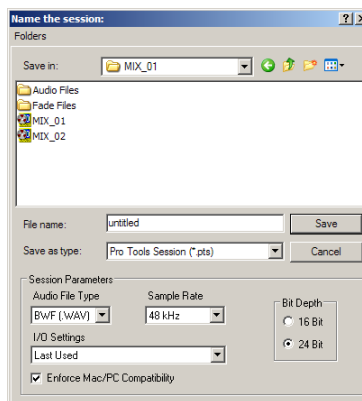 Name the session:
Folders
Save in: MIX_01
Audio Files
Fade Files
MIX_01
MIX_02
File name: untitled Save
Save as type: Pro Tools Session (*.pts) Cancel
Session Parameters
Audio File Type Sample Rate Bit Depth
BWF (.WAV) 48 kHz 16 Bit
I/O Settings 24 Bit
Last Used
Enforce Mac/PC Compatibility